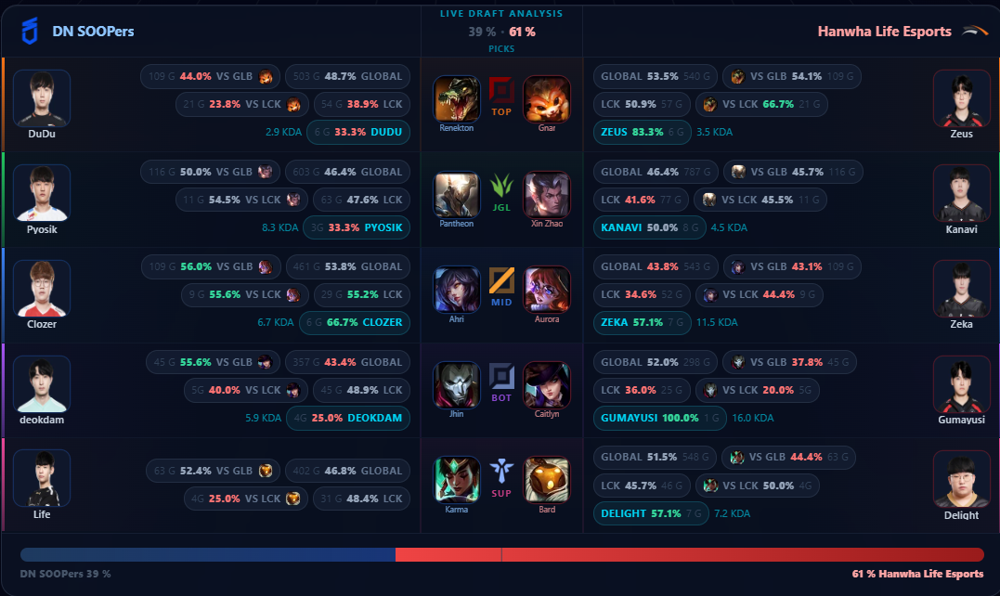 DN SOOPers
LIVE DRAFT ANALYSIS
39 % · 61 %
PICKS
Hanwha Life Esports
DuDu
109 G 44.0% VS GLB
503 G 48.7% GLOBAL
21 G 23.8% VS LCK
54 G 38.9% LCK
2.9 KDA
6 G 33.3% DUDU
Renekton
TOP
Gnar
GLOBAL 53.5% 540 G
VS GLB 54.1% 109 G
LCK 50.9% 57 G
VS LCK 66.7% 21 G
ZEUS 83.3% 6 G
3.5 KDA
Zeus
Pyosik
116 G 50.0% VS GLB
603 G 46.4% GLOBAL
11 G 54.5% VS LCK
63 G 47.6% LCK
8.3 KDA
3G 33.3% PYOSIK
Pantheon
JGL
Xin Zhao
GLOBAL 46.4% 787 G
VS GLB 45.7% 116 G
LCK 41.6% 77 G
VS LCK 45.5% 11 G
KANAVI 50.0% 8 G
4.5 KDA
Kanavi
Clozer
109 G 56.0% VS GLB
461 G 53.8% GLOBAL
9 G 55.6% VS LCK
29 G 55.2% LCK
6.7 KDA
6 G 66.7% CLOZER
Ahri
MID
Aurora
GLOBAL 43.8% 543 G
VS GLB 43.1% 109 G
LCK 34.6% 52 G
VS LCK 44.4% 9 G
ZEKA 57.1% 7 G
11.5 KDA
Zeka
deokdam
45 G 55.6% VS GLB
357 G 43.4% GLOBAL
5G 40.0% VS LCK
45 G 48.9% LCK
5.9 KDA
4G 25.0% DEOKDAM
Jhin
BOT
Caitlyn
GLOBAL 52.0% 298 G
VS GLB 37.8% 45 G
LCK 36.0% 25 G
VS LCK 20.0% 5G
GUMAYUSI 100.0% 1 G
16.0 KDA
Gumayusi
Life
63 G 52.4% VS GLB
402 G 46.8% GLOBAL
4G 25.0% VS LCK
31 G 48.4% LCK
Karma
SUP
Bard
GLOBAL 51.5% 548 G
VS GLB 44.4% 63 G
LCK 45.7% 46 G
VS LCK 50.0% 4G
DELIGHT 57.1% 7 G
7.2 KDA
Delight
DN SOOPers 39 %
61 % Hanwha Life Esports